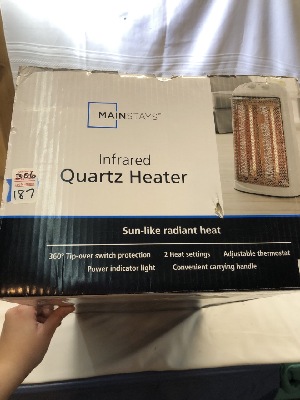 MAINSTAYS
Infrared
Quartz Heater
187
Sun-like radiant heat
360° Tip-over switch protection 2 Heat settings Adjustable thermostat
Power indicator light Convenient carrying handle